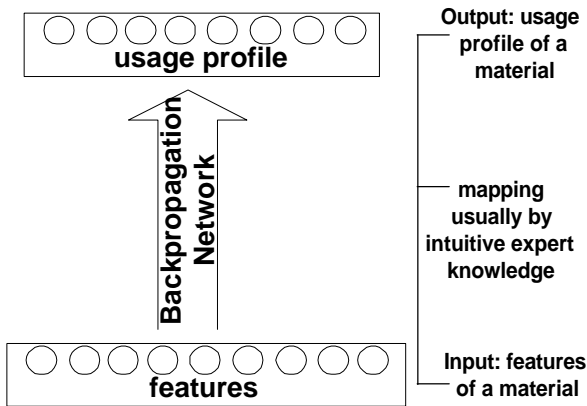 usage profile
Backpropagation
Network
features
Output: usage
profile of a
material
mapping
usually by
intuitive expert
knowledge
Input: features
of a material